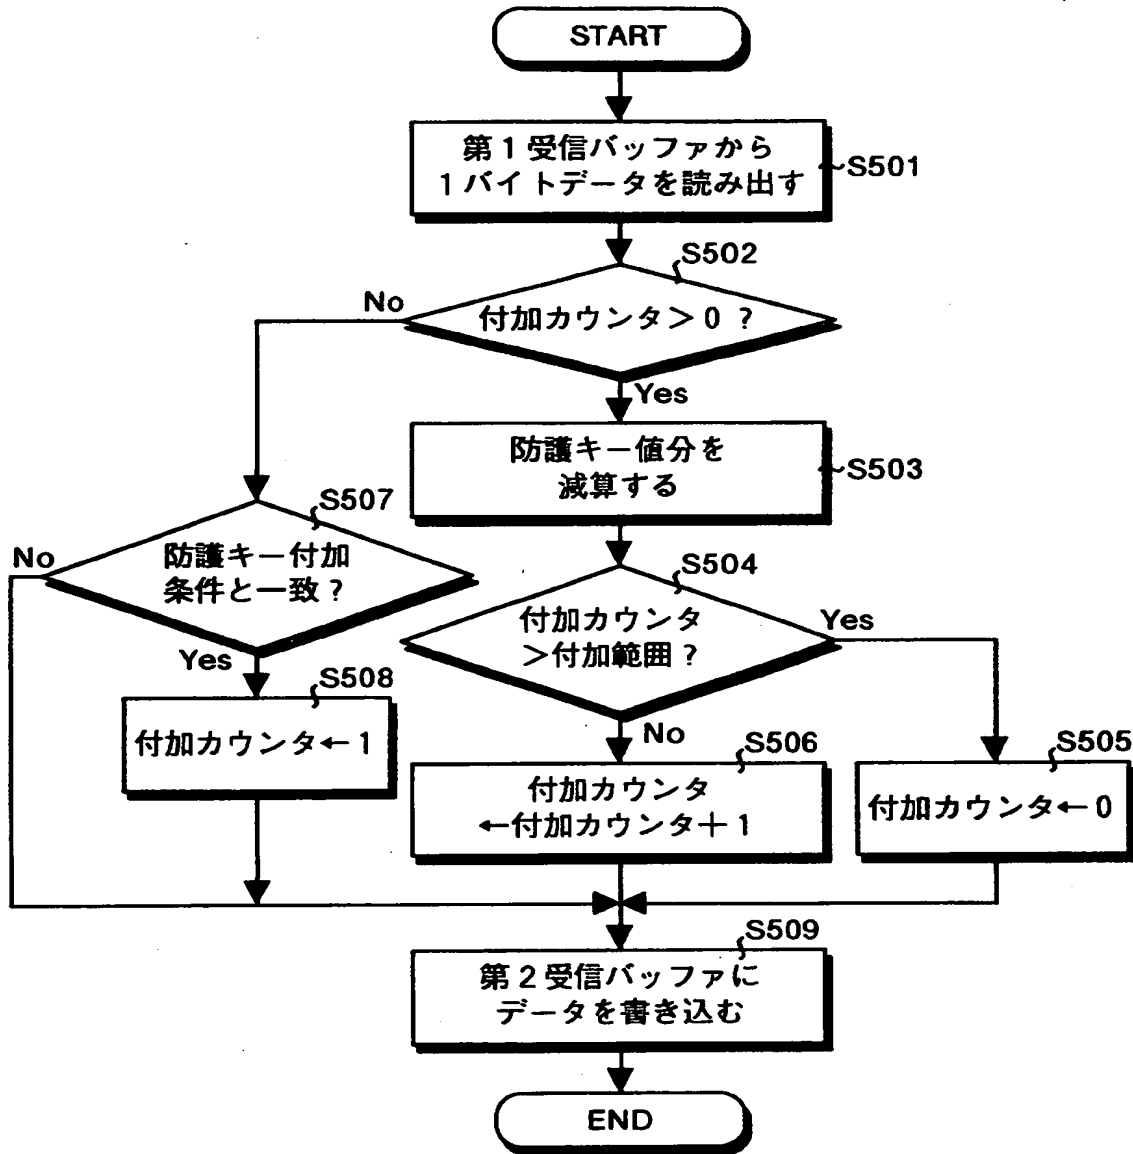 START
第1受信バッファから
1バイトデータを読み出す
S501
S502
付加カウンタ>0?
No
Yes
防護キー値分を
減算する
S503
S507
防護キー付加
条件と一致?
No
Yes
S504
付加カウンタ
>付加範囲?
Yes
No
S508
付加カウンタ←1
S506
付加カウンタ
←付加カウンタ+1
S505
付加カウンタ←0
S509
第2受信バッファに
データを書き込む
END